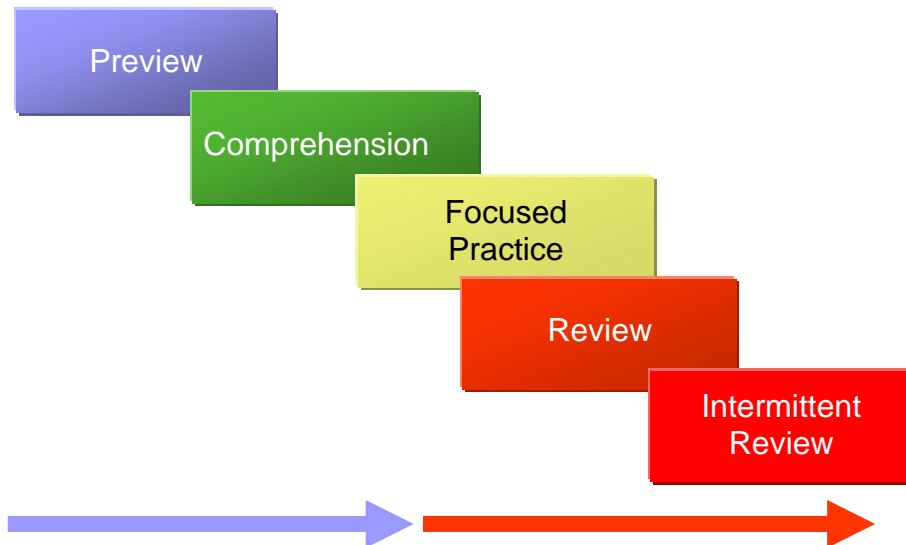 Preview
Comprehension
Focused
Practice
Review
Intermittent
Review